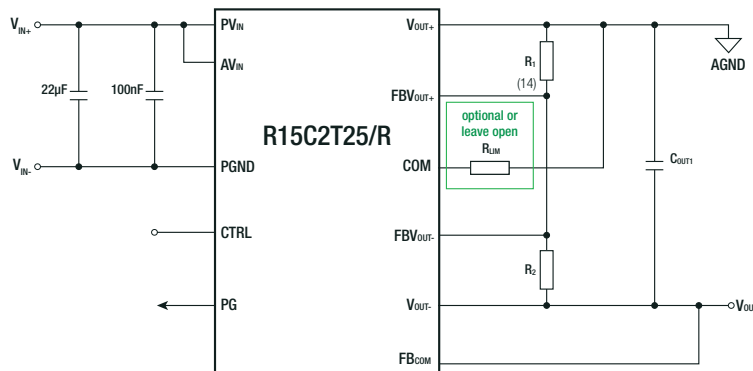 VIN+
PVIN
VOUT+
R1
(14)
AGND
AVIN
22µF
100nF
FBVOUT+
optional or
leave open
R15C2T25/R
RLIM
VIN-
PGND
COM
COUT1
CTRL
FBVOUT-
R2
PG
VOUT-
VOU
FBCOM